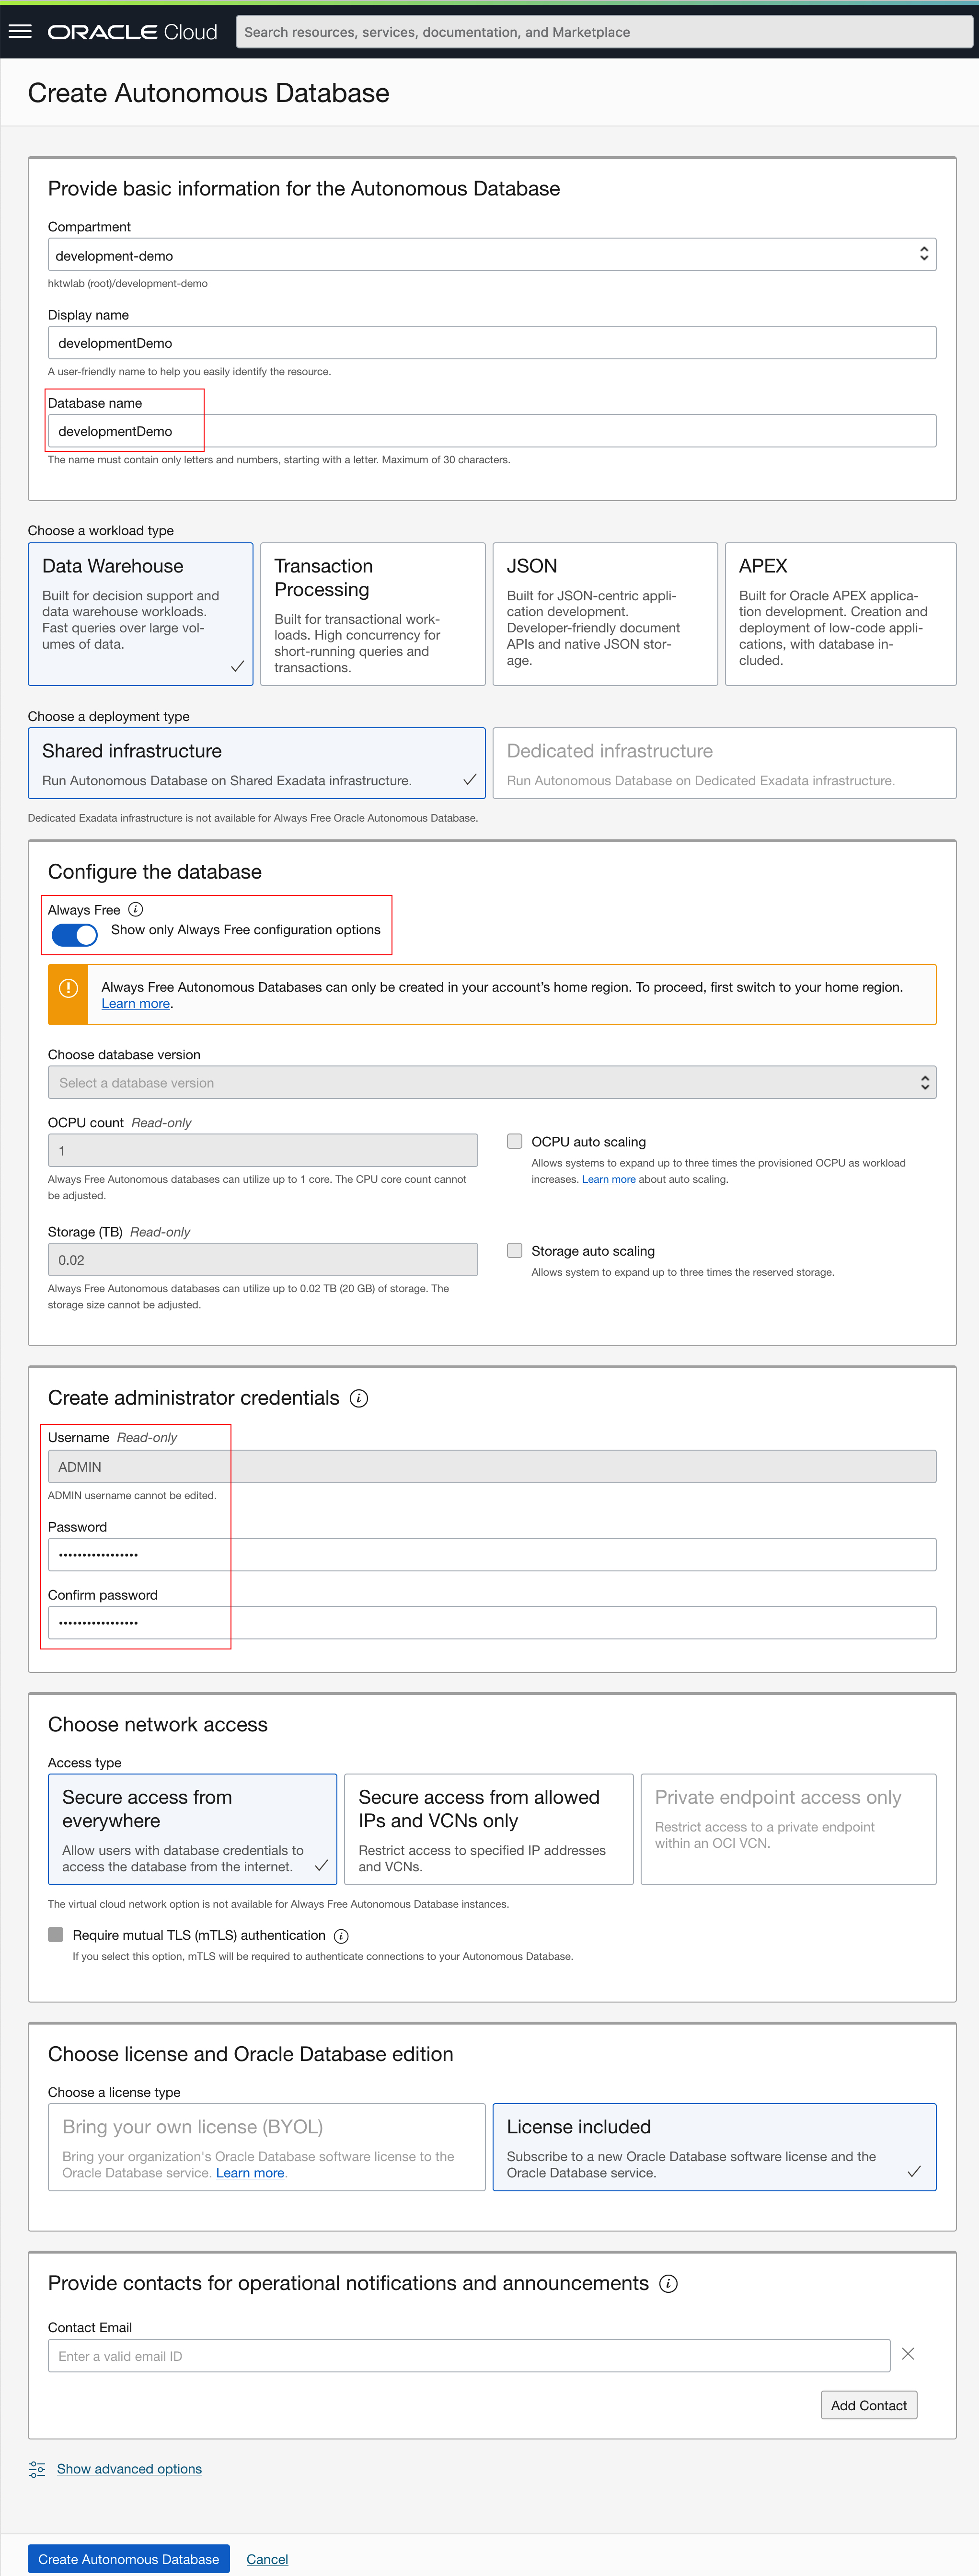 ORACLE Cloud
Search resources, services, documentation, and Marketplace
Create Autonomous Database
Provide basic information for the Autonomous Database
Compartment
development-demo
hktwlab (root)/development-demo
Display name
developmentDemo
A user-friendly name to help you easily identify the resource.
Database name
developmentDemo
The name must contain only letters and numbers, starting with a letter. Maximum of 30 characters.
Choose a workload type
Data Warehouse
Built for decision support and
data warehouse workloads.
Fast queries over large vol-
umes of data.
Transaction
Processing
Built for transactional work-
loads. High concurrency for
short-running queries and
transactions.
JSON
Built for JSON-centric appli-
cation development.
Developer-friendly document
APIs and native JSON stor-
age.
APEX
Built for Oracle APEX applica-
tion development. Creation and
deployment of low-code appli-
cations, with database in-
cluded.
Choose a deployment type
Shared infrastructure
Run Autonomous Database on Shared Exadata infrastructure.
Dedicated infrastructure
Run Autonomous Database on Dedicated Exadata infrastructure.
Dedicated Exadata infrastructure is not available for Always Free Oracle Autonomous Database.
Configure the database
Always Free
Show only Always Free configuration options
Always Free Autonomous Databases can only be created in your account's home region. To proceed, first switch to your home region.
Learn more.
Choose database version
Select a database version
OCPU count Read-only
1
Always Free Autonomous databases can utilize up to 1 core. The CPU core count cannot
be adjusted.
OCPU auto scaling
Allows systems to expand up to three times the provisioned OCPU as workload
increases. Learn more about auto scaling.
Storage (TB) Read-only
0.02
Always Free Autonomous databases can utilize up to 0.02 TB (20 GB) of storage. The
storage size cannot be adjusted.
Storage auto scaling
Allows system to expand up to three times the reserved storage.
Create administrator credentials
Username Read-only
ADMIN
ADMIN username cannot be edited.
Password
•••••••••••••••••
Confirm password
•••••••••••••••••
Choose network access
Access type
Secure access from
everywhere
Allow users with database credentials to
access the database from the internet.
Secure access from allowed
IPs and VCNs only
Restrict access to specified IP addresses
and VCNs.
Private endpoint access only
Restrict access to a private endpoint
within an OCI VCN.
The virtual cloud network option is not available for Always Free Autonomous Database instances.
Require mutual TLS (mTLS) authentication
If you select this option, mTLS will be required to authenticate connections to your Autonomous Database.
Choose license and Oracle Database edition
Choose a license type
Bring your own license (BYOL)
Bring your organization's Oracle Database software license to the
Oracle Database service. Learn more.
License included
Subscribe to a new Oracle Database software license and the
Oracle Database service.
Provide contacts for operational notifications and announcements
Contact Email
Enter a valid email ID
Add Contact
Show advanced options
Create Autonomous Database
Cancel